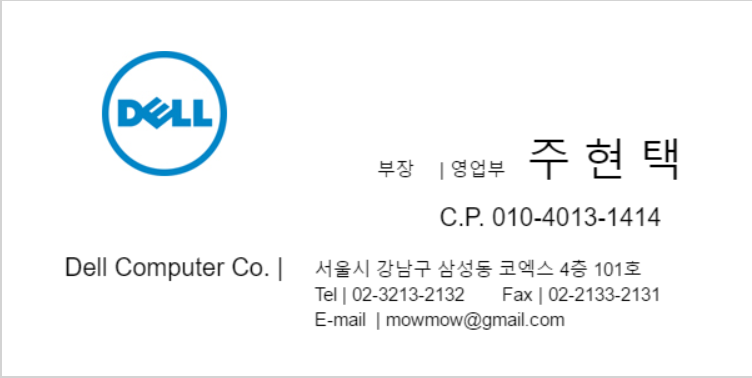 DELL
부장 | 영업부 주현택
C.P. 010-4013-1414
Dell Computer Co. | 서울시 강남구 삼성동 코엑스 4층 101호
Tel | 02-3213-2132 Fax | 02-2133-2131
E-mail | mowmow@gmail.com